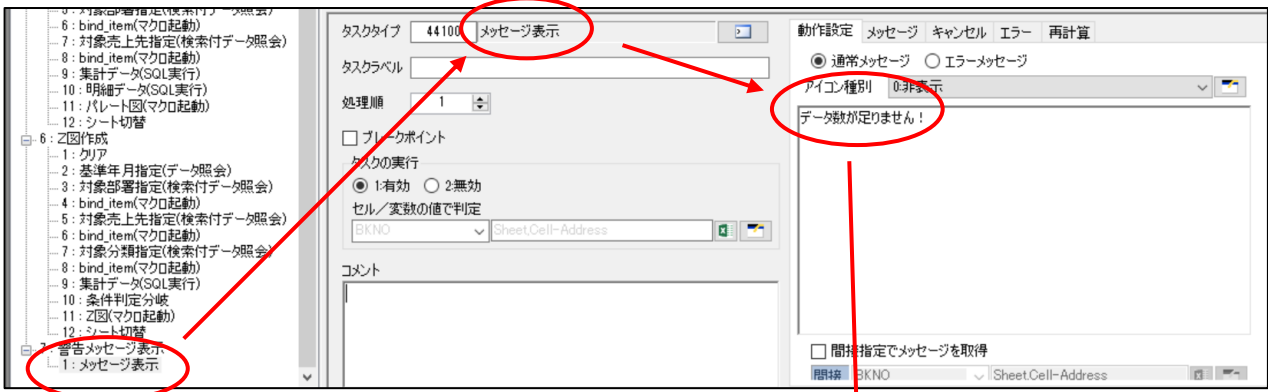 5 : 対象部署指定(検索付データ照会)
6 : bind_item(マクロ起動)
7 : 対象売上先指定(検索付データ照会)
8 : bind_item(マクロ起動)
9 : 集計データ(SQL実行)
10 : 明細データ(SQL実行)
11 : パレート図(マクロ起動)
12 : シート切替
6 : Z図作成
1 : クリア
2 : 基準年月指定(データ照会)
3 : 対象部署指定(検索付データ照会)
4 : bind_item(マクロ起動)
5 : 対象売上先指定(検索付データ照会)
6 : bind_item(マクロ起動)
7 : 対象分類指定(検索付データ照会)
8 : bind_item(マクロ起動)
9 : 集計データ(SQL実行)
10 : 条件判定分岐
11 : Z図(マクロ起動)
12 : シート切替
7 : 警告メッセージ表示
1 : メッセージ表示
タスクタイプ 44100 メッセージ表示
タスクラベル
処理順 1
ブレークポイント
タスクの実行
1:有効 2:無効
セル/変数の値で判定
BKNO Sheet,Cell-Address
コメント
動作設定 メッセージ キャンセル エラー 再計算
通常メッセージ エラーメッセージ
アイコン種別 0:非表示
データ数が足りません!
間接指定でメッセージを取得
間接 BKNO Sheet,Cell-Address